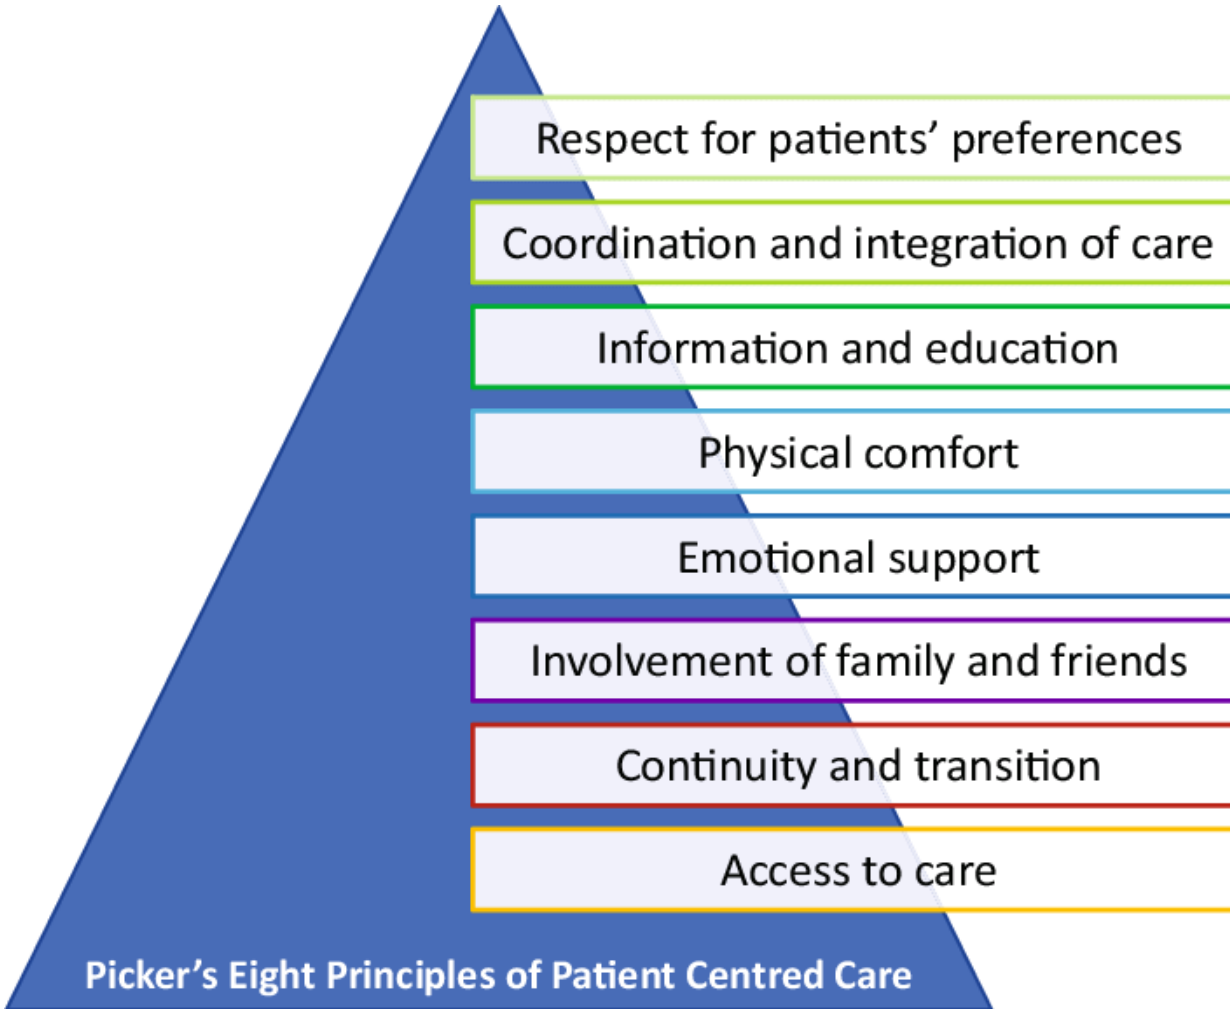 Respect for patients’ preferences
Coordination and integration of care
Information and education
Physical comfort
Emotional support
Involvement of family and friends
Continuity and transition
Access to care
Picker’s Eight Principles of Patient Centred Care